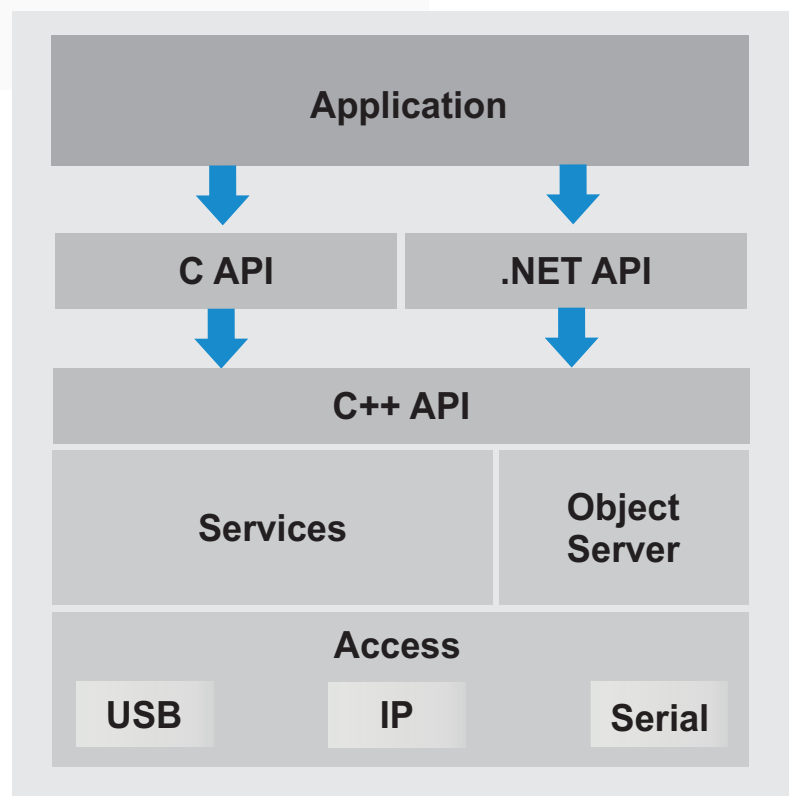 Application
C API
.NET API
C++ API
Services
Object
Server
Access
USB
IP
Serial